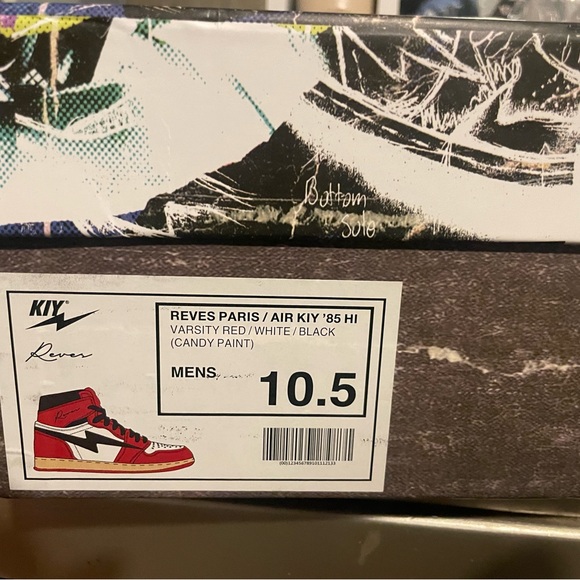 Bottom
Sole
KIY
Reves
REVES PARIS / AIR KIY '85 HI
VARSITY RED / WHITE / BLACK
(CANDY PAINT)
MENS
10.5